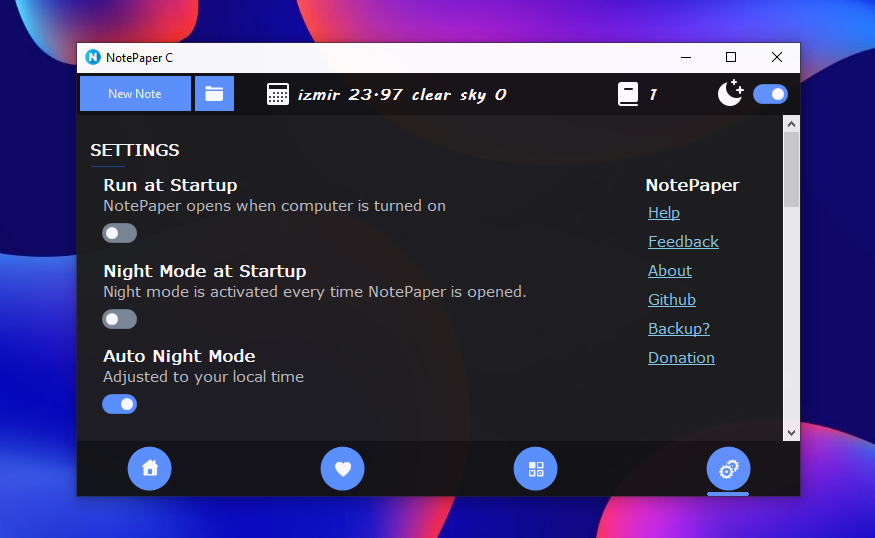 NotePaper C
New Note
izmir 23.97 clear sky 0
1
SETTINGS
Run at Startup
NotePaper opens when computer is turned on
Night Mode at Startup
Night mode is activated every time NotePaper is opened.
Auto Night Mode
Adjusted to your local time
NotePaper
Help
Feedback
About
Github
Backup?
Donation